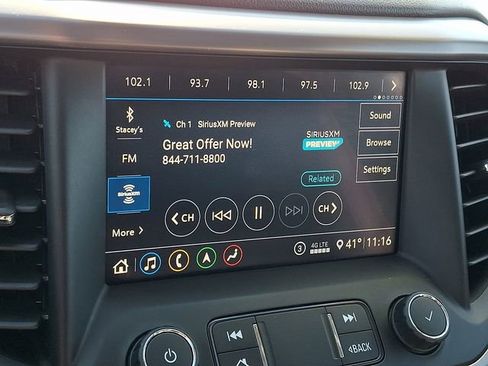 102.1 93.7 98.1 97.5 102.9
Stacey's
Ch 1 SiriusXM Preview
Great Offer Now!
844-711-8800
SIRIUSXM
PREVIEW
Related
Sound
Browse
Settings
FM
SiriusXM
More
CH CH
3 4G LTE 41° 11:16
BACK